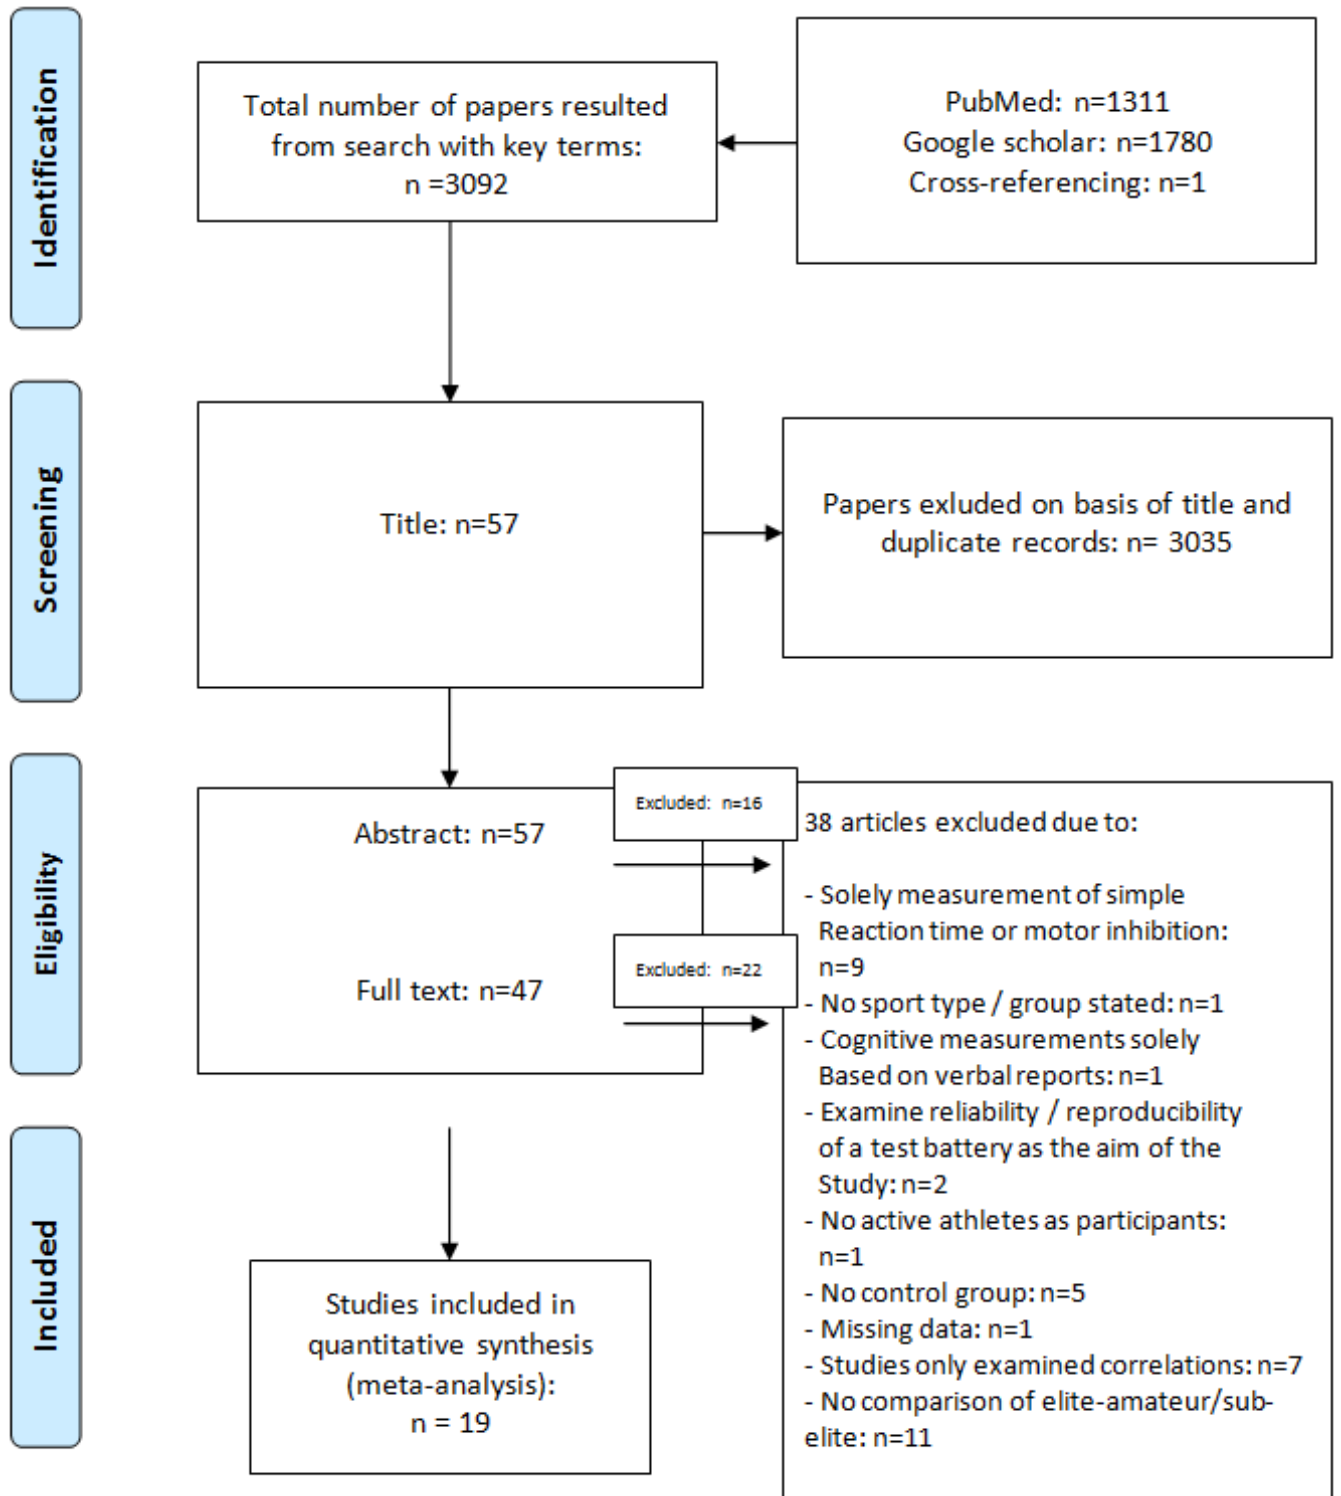 Identification
Total number of papers resulted
from search with key terms:
n =3092
PubMed: n=1311
Google scholar: n=1780
Cross-referencing: n=1
Screening
Title: n=57
Papers exluded on basis of title and
duplicate records: n= 3035
Eligibility
Abstract: n=57
Excluded: n=16
Full text: n=47
Excluded: n=22
38 articles excluded due to:
- Solely measurement of simple
Reaction time or motor inhibition:
n=9
- No sport type / group stated: n=1
- Cognitive measurements solely
Based on verbal reports: n=1
- Examine reliability / reproducibility
of a test battery as the aim of the
Study: n=2
- No active athletes as participants:
n=1
- No control group: n=5
- Missing data: n=1
- Studies only examined correlations: n=7
- No comparison of elite-amateur/sub-
elite: n=11
Included
Studies included in
quantitative synthesis
(meta-analysis):
n = 19